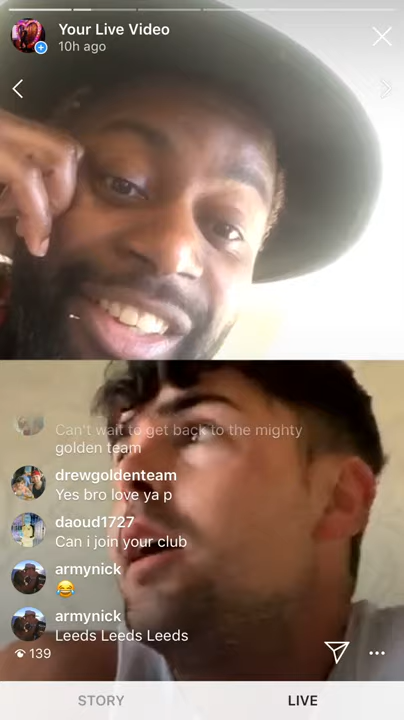 Your Live Video
10h ago
Can't wait to get back to the mighty
golden team
drewgoldenteam
Yes bro love ya p
daoud1727
Can i join your club
armynick
😂
armynick
Leeds Leeds Leeds
139
STORY
LIVE